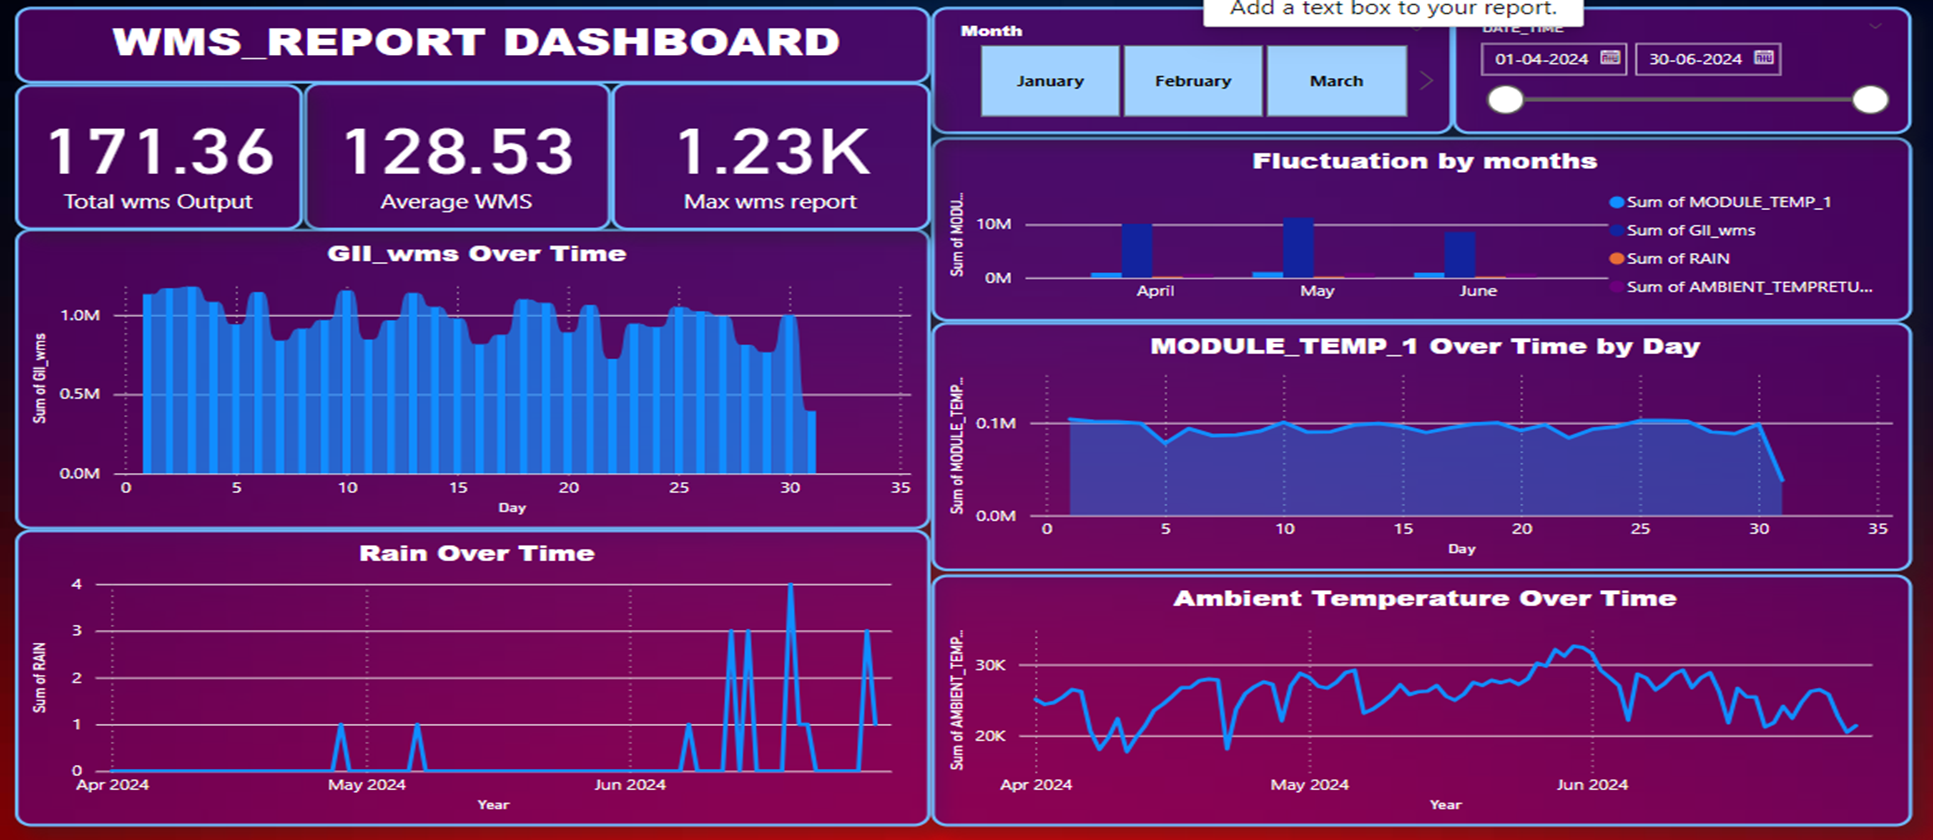 Add a text box to your report.
WMS_REPORT DASHBOARD
171.36
Total wms Output
128.53
Average WMS
1.23K
Max wms report
Month
January
February
March
DATE_TIME
01-04-2024
30-06-2024
GII_wms Over Time
Sum of GII_wms
1.0M
0.5M
0.0M
0 5 10 15 20 25 30 35
Day
Rain Over Time
Sum of RAIN
4
3
2
1
0
Apr 2024 May 2024 Jun 2024
Year
Fluctuation by months
Sum of MODU...
10M
0M
April May June
Sum of MODULE_TEMP_1
Sum of GII_wms
Sum of RAIN
Sum of AMBIENT_TEMPRETU...
MODULE_TEMP_1 Over Time by Day
Sum of MODULE_TEMP...
0.1M
0.0M
0 5 10 15 20 25 30 35
Day
Ambient Temperature Over Time
Sum of AMBIENT_TEMP...
30K
20K
Apr 2024 May 2024 Jun 2024
Year